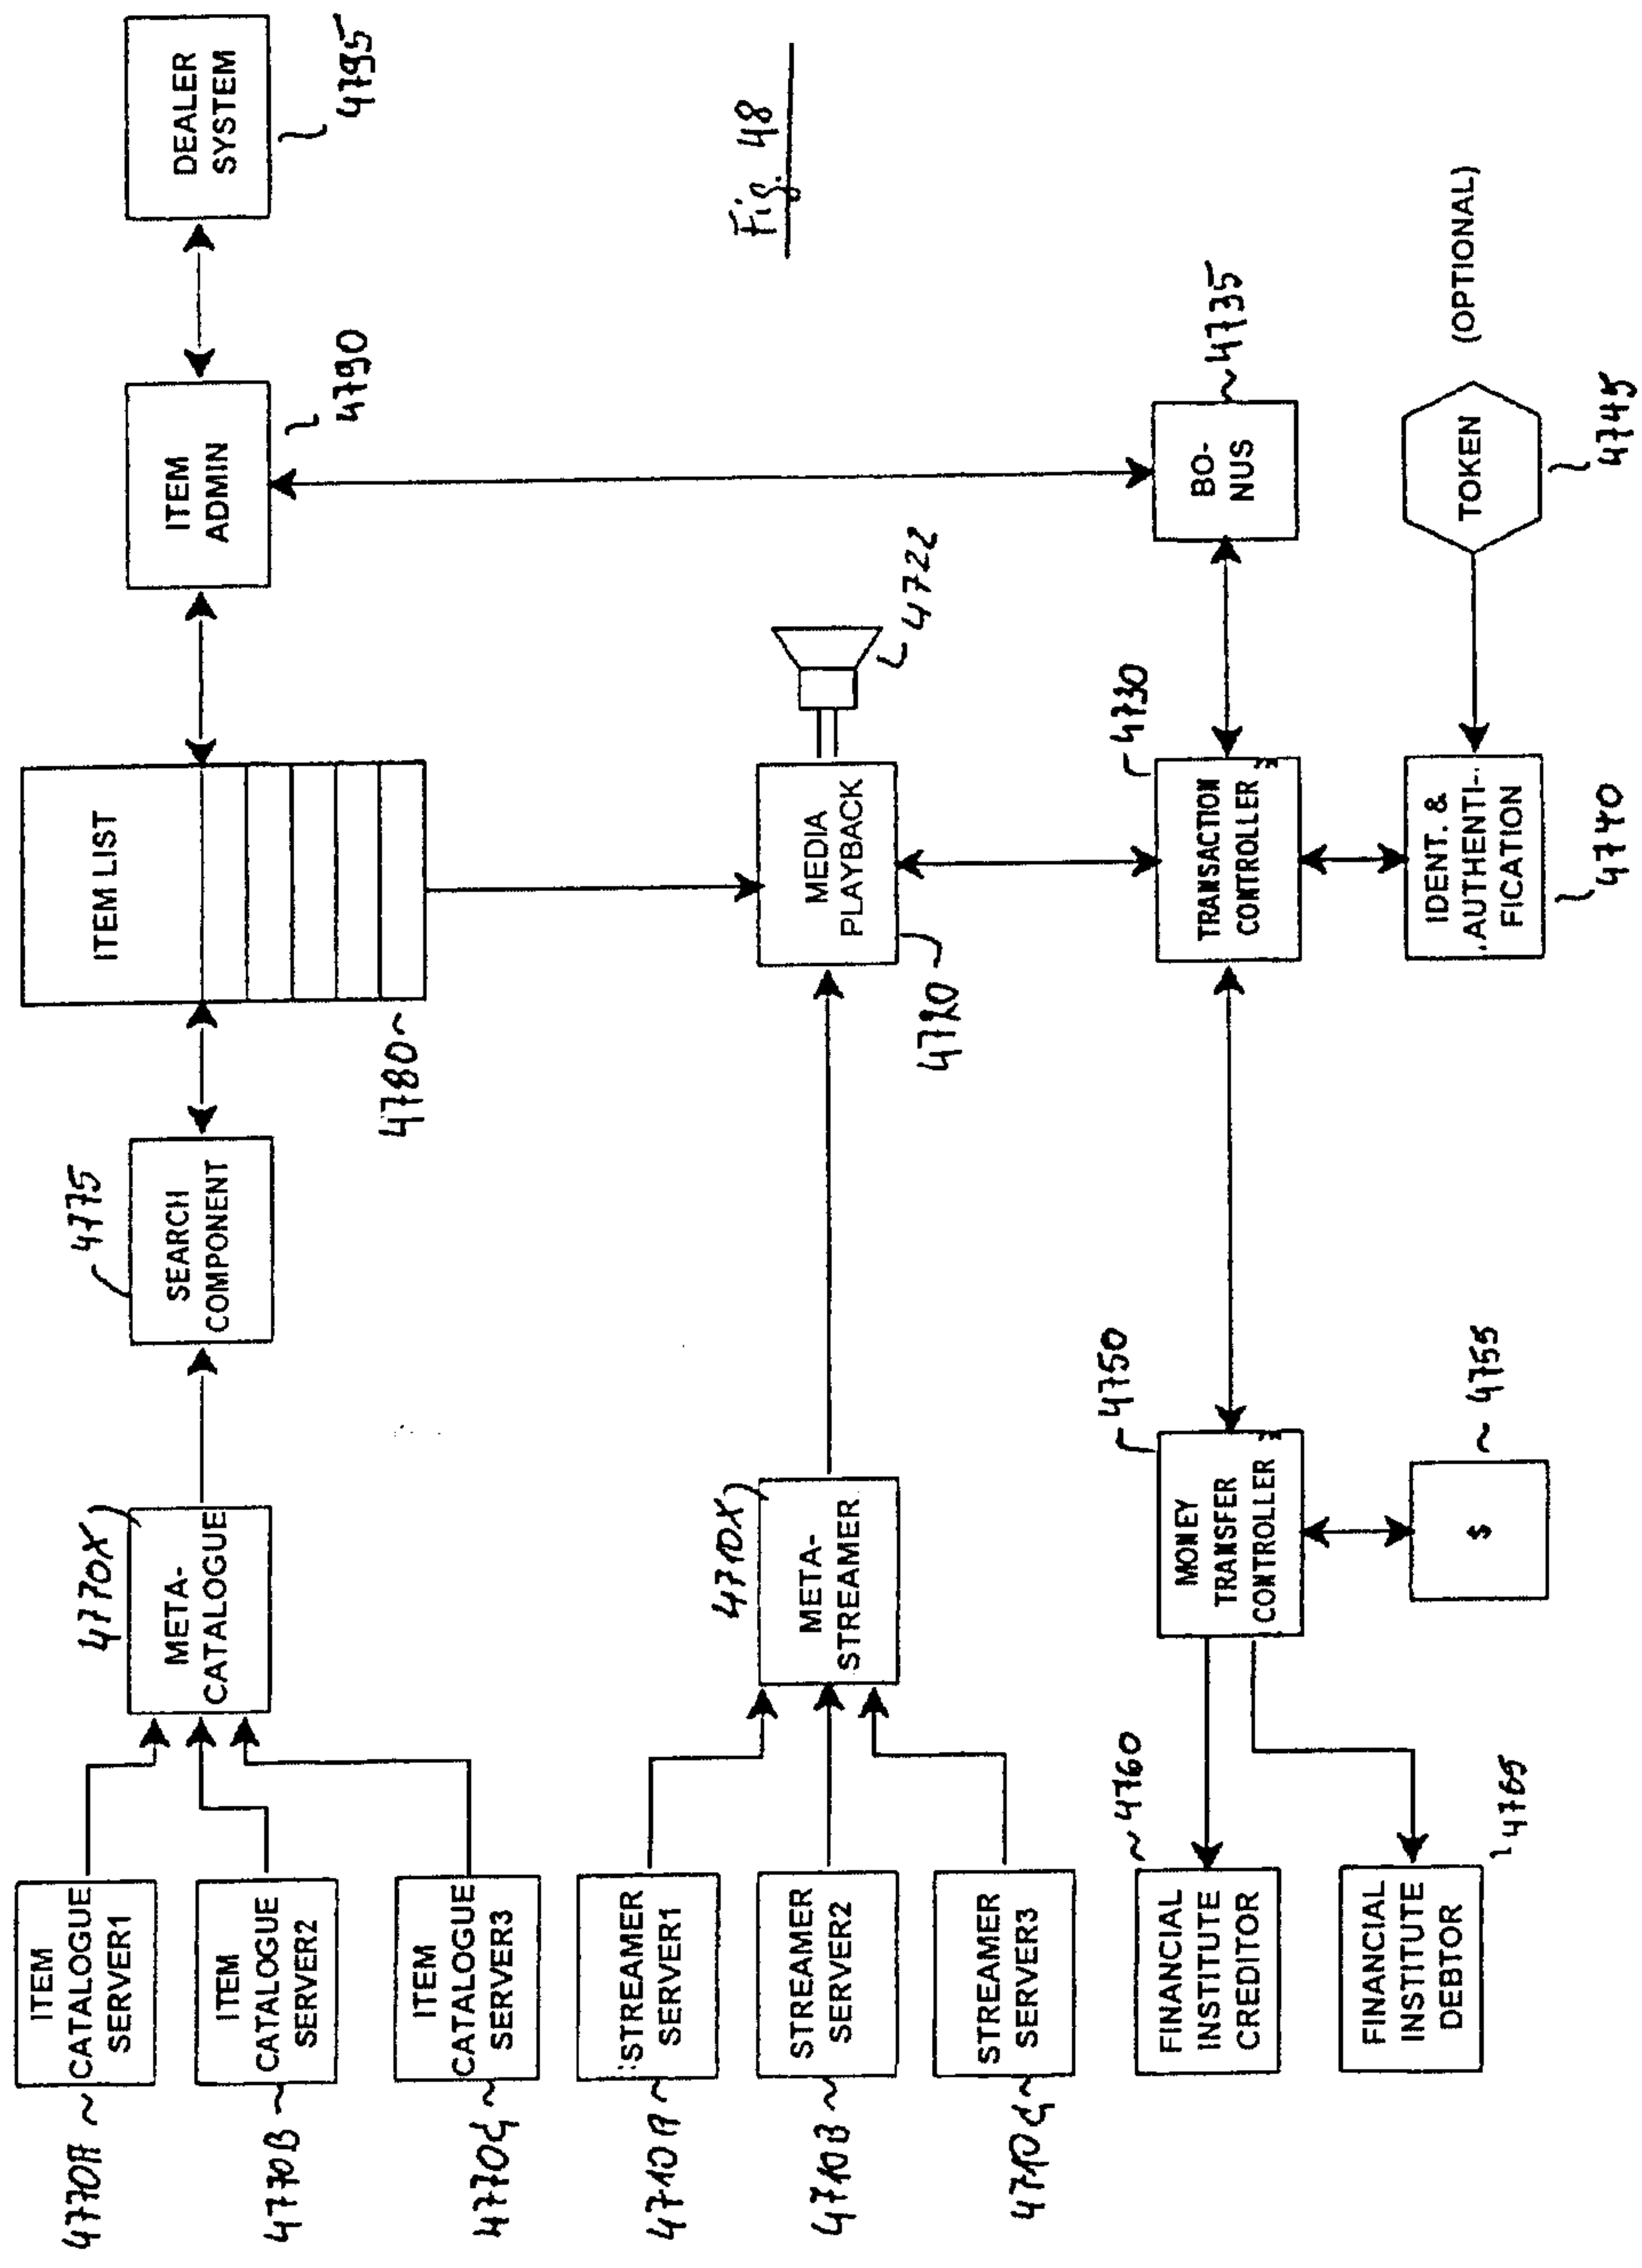 ITEM
CATALOGUE
SERVER1
4770A
ITEM
CATALOGUE
SERVER2
4770B
ITEM
CATALOGUE
SERVER3
4770C
META-
CATALOGUE
4770X
SEARCH
COMPONENT
4775
ITEM LIST
4780
ITEM
ADMIN
4790
DEALER
SYSTEM
4795
STREAMER
SERVER1
4710A
STREAMER
SERVER2
4710B
STREAMER
SERVER3
4710C
META-
STREAMER
4710X
MEDIA
PLAYBACK
4720
4722
Fig. 48
FINANCIAL
INSTITUTE
CREDITOR
4760
FINANCIAL
INSTITUTE
DEBTOR
4765
MONEY
TRANSFER
CONTROLLER
4750
$
4755
TRANSACTION
CONTROLLER
4730
BO-
NUS
4735
IDENT. &
AUTHENTI-
FICATION
4740
TOKEN
4745
(OPTIONAL)